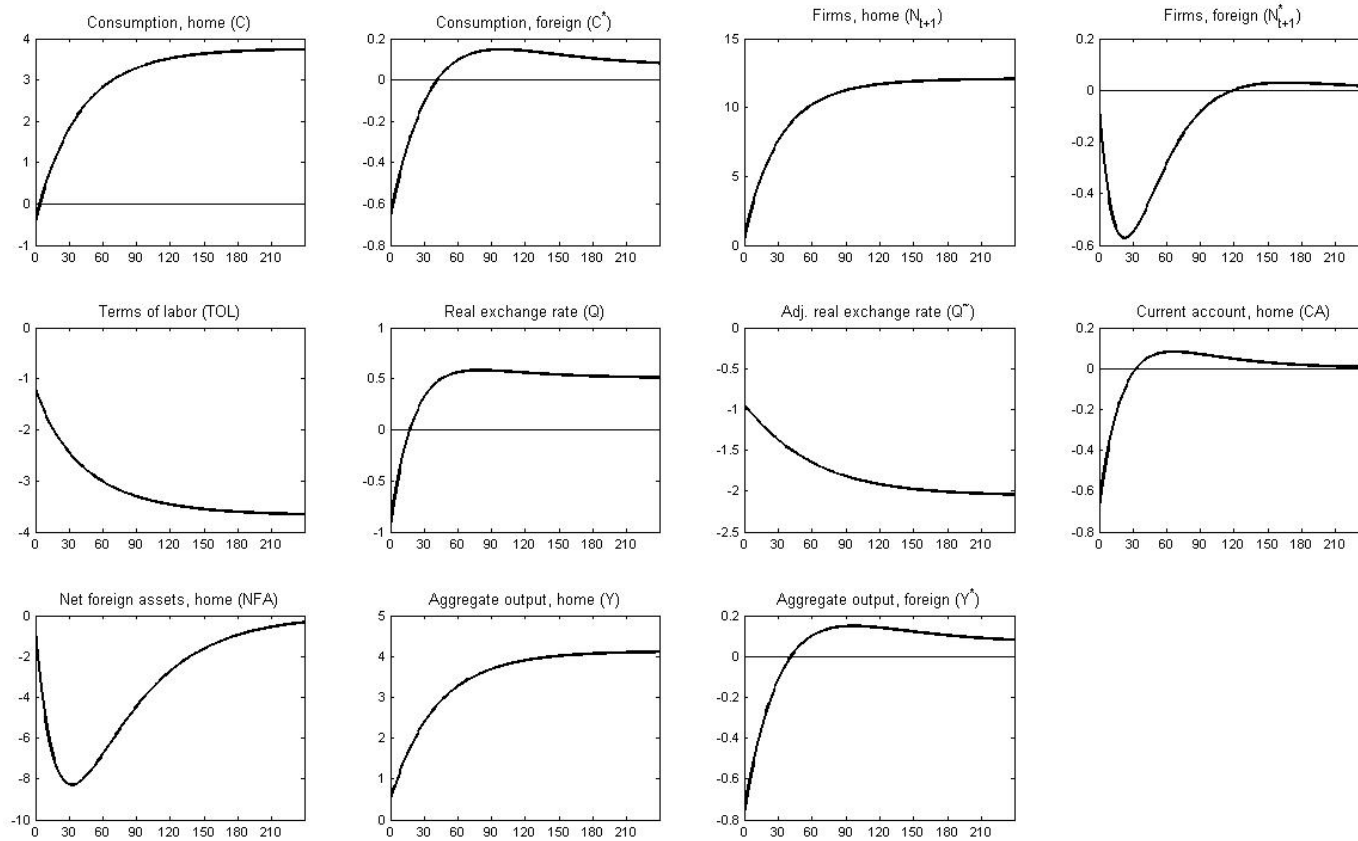 Consumption, home (C)
4
3
2
1
0
-1
0 30 60 90 120 150 180 210
Consumption, foreign (C*)
0.2
0
-0.2
-0.4
-0.6
-0.8
0 30 60 90 120 150 180 210
Firms, home (Nt+1)
15
10
5
0
0 30 60 90 120 150 180 210
Firms, foreign (N*t+1)
0.2
0
-0.2
-0.4
-0.6
0 30 60 90 120 150 180 210
Terms of labor (TOL)
0
-1
-2
-3
-4
0 30 60 90 120 150 180 210
Real exchange rate (Q)
1
0.5
0
-0.5
-1
0 30 60 90 120 150 180 210
Adj. real exchange rate (Q~)
0
-0.5
-1
-1.5
-2
-2.5
0 30 60 90 120 150 180 210
Current account, home (CA)
0.2
0
-0.2
-0.4
-0.6
-0.8
0 30 60 90 120 150 180 210
Net foreign assets, home (NFA)
0
-2
-4
-6
-8
-10
0 30 60 90 120 150 180 210
Aggregate output, home (Y)
5
4
3
2
1
0
0 30 60 90 120 150 180 210
Aggregate output, foreign (Y*)
0.2
0
-0.2
-0.4
-0.6
-0.8
0 30 60 90 120 150 180 210